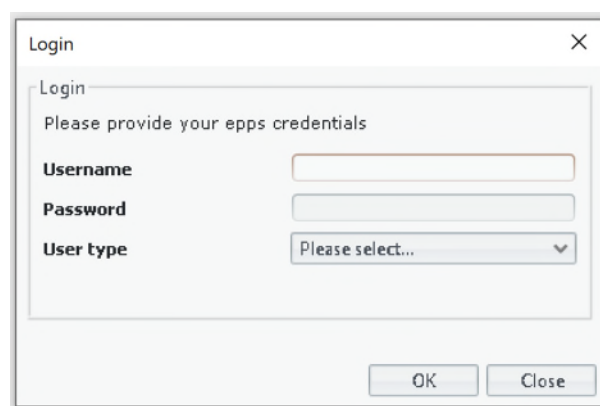 Login
Login
Please provide your epps credentials
Username
Password
User type Please select...
OK Close